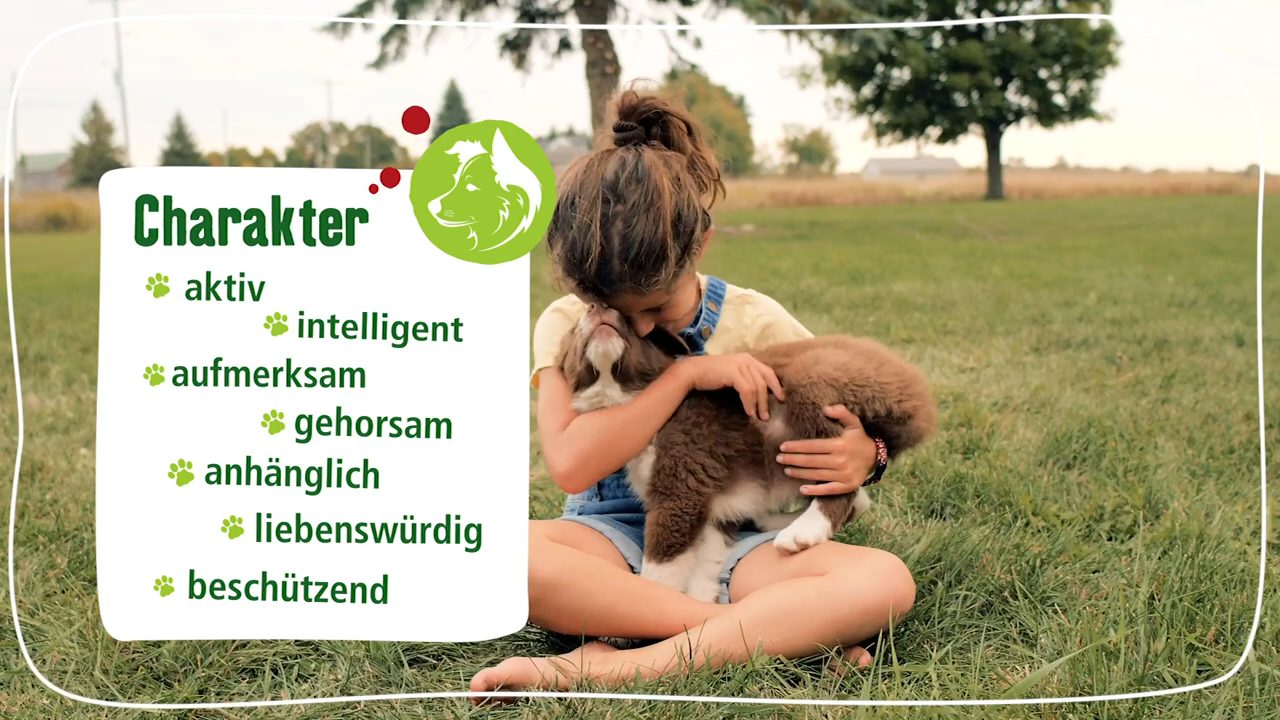 Charakter
aktiv
intelligent
aufmerksam
gehorsam
anhänglich
liebenswürdig
beschützend